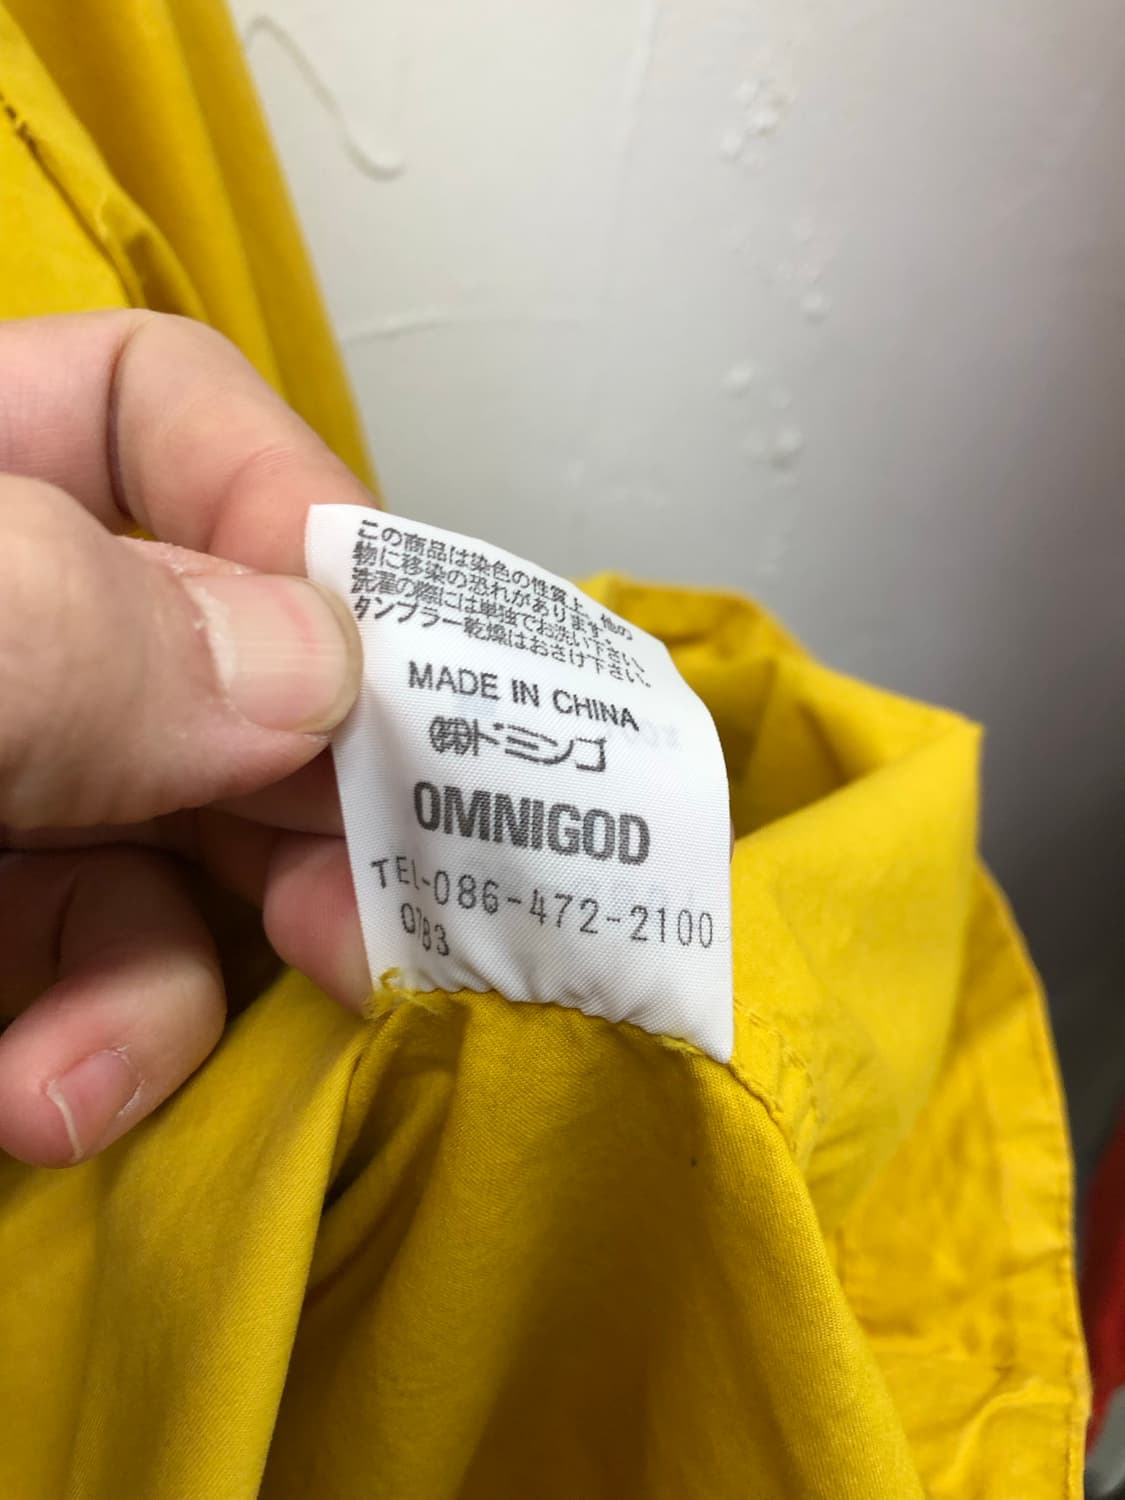 この商品は染色の性質上、他の
物に移染の恐れがあります。
洗濯の際には単独でお洗い下さい。
タンブラー乾燥はおさけ下さい。
MADE IN CHINA
㈱ドミンゴ
OMNIGOD
TEL-086-472-2100
0783